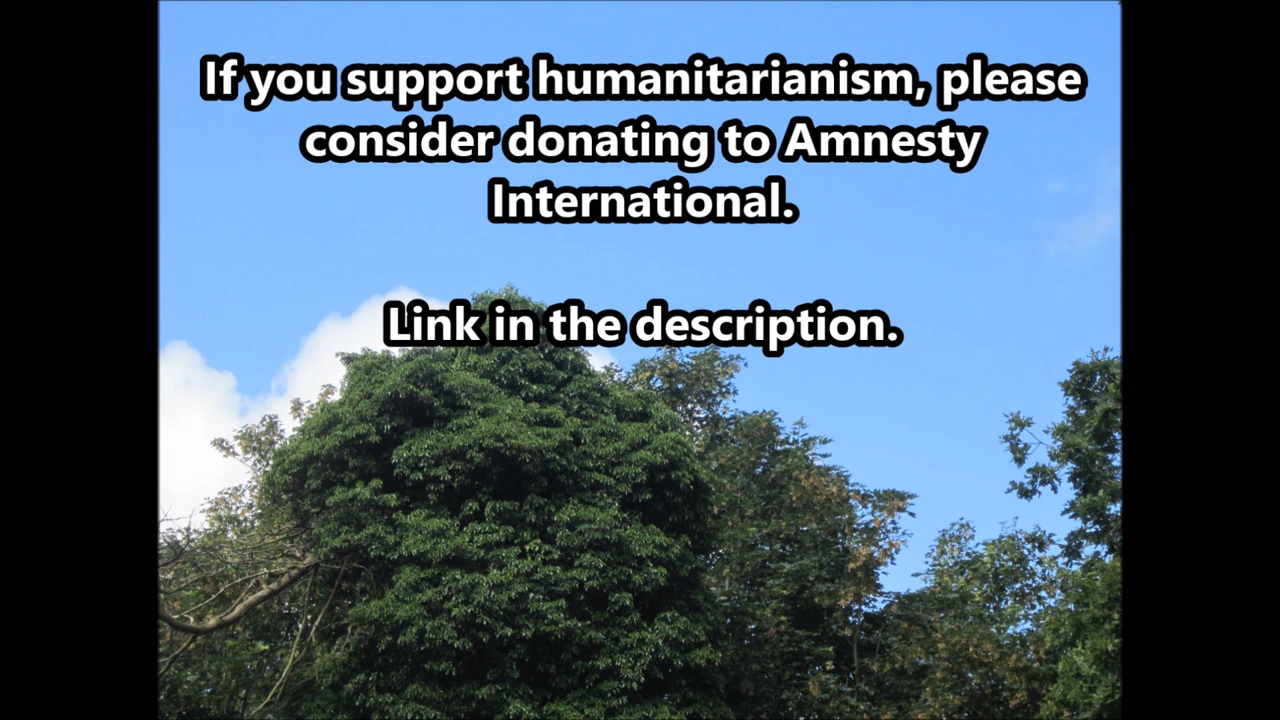 If you support humanitarianism, please
consider donating to Amnesty
International.
Link in the description.